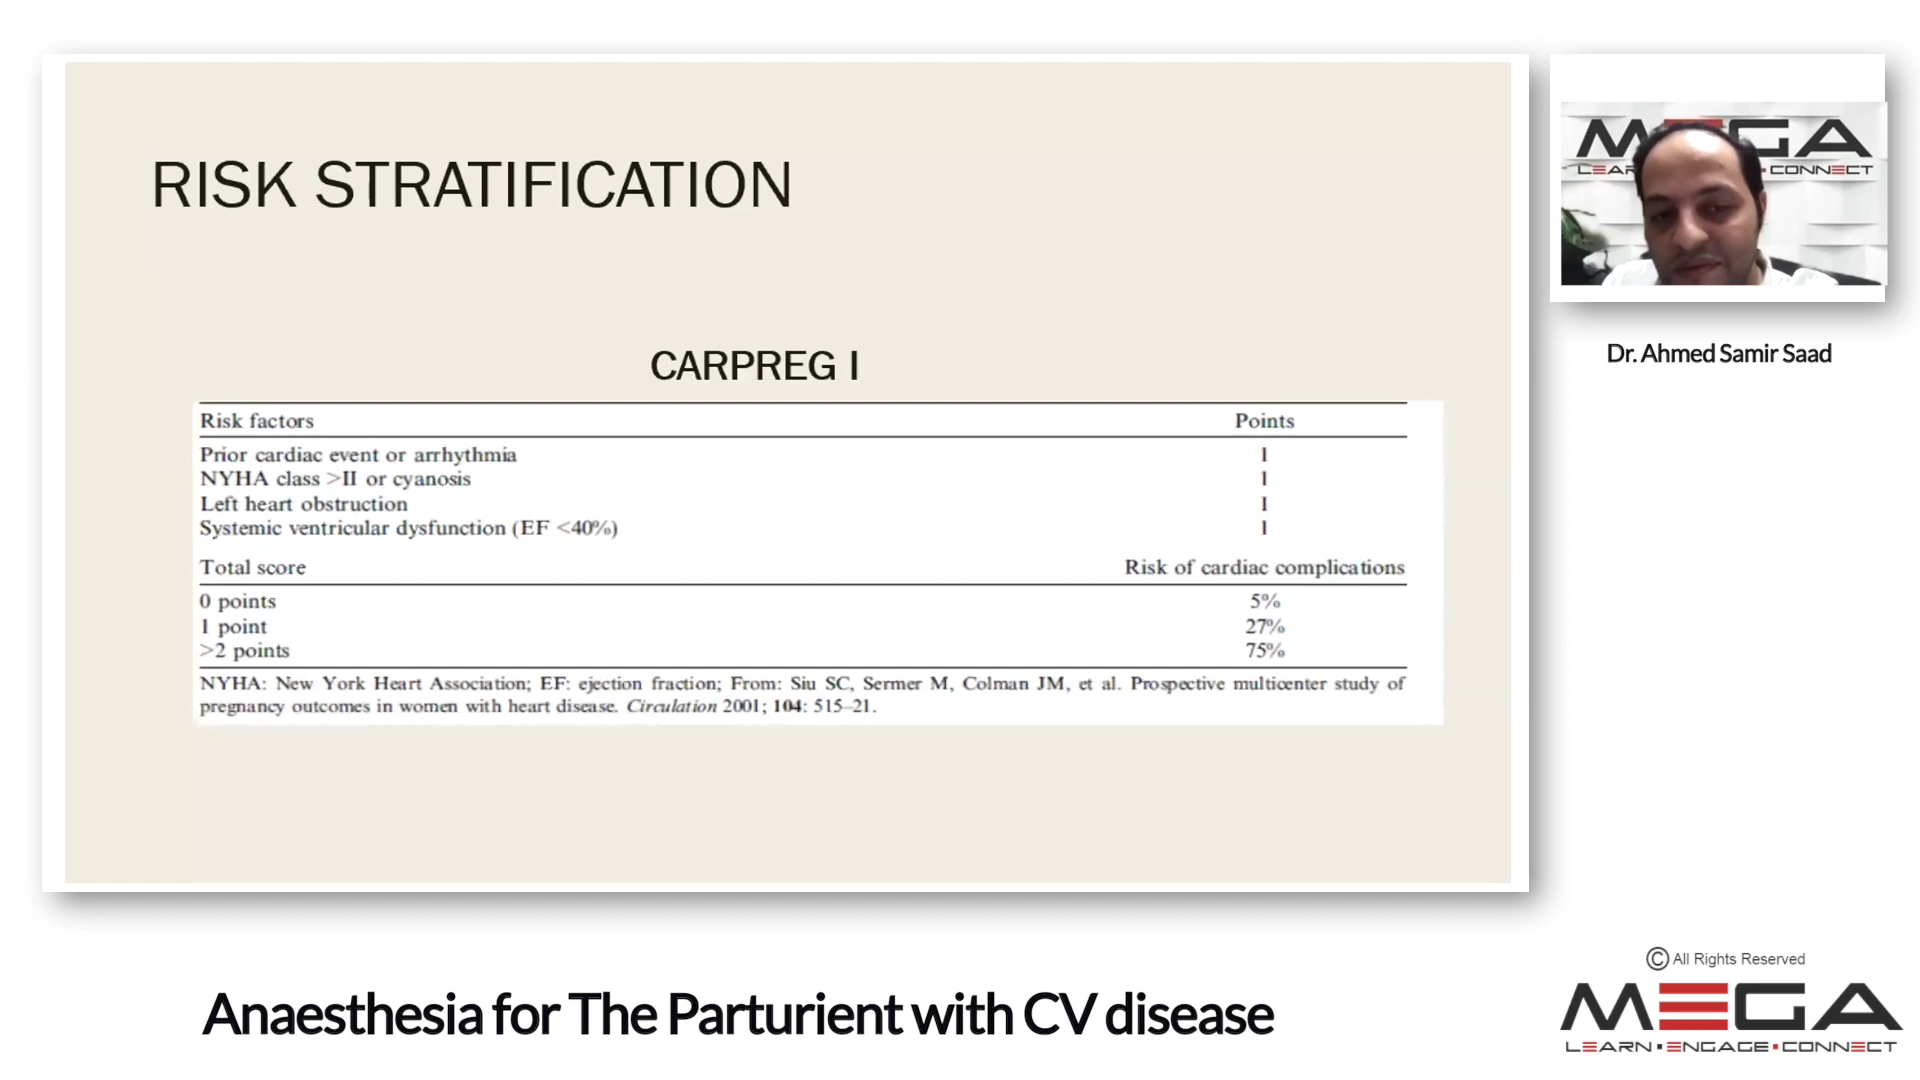 RISK STRATIFICATION
CARPREG I
Risk factors Points
Prior cardiac event or arrhythmia 1
NYHA class >II or cyanosis 1
Left heart obstruction 1
Systemic ventricular dysfunction (EF <40%) 1
Total score Risk of cardiac complications
0 points 5%
1 point 27%
>2 points 75%
NYHA: New York Heart Association; EF: ejection fraction; From: Siu SC, Sermer M, Colman JM, et al. Prospective multicenter study of
pregnancy outcomes in women with heart disease. Circulation 2001; 104: 515–21.
MEGA
CONNECT
Dr. Ahmed Samir Saad
Anaesthesia for The Parturient with CV disease
© All Rights Reserved
MEGA
LEARN ▪ ENGAGE ▪ CONNECT